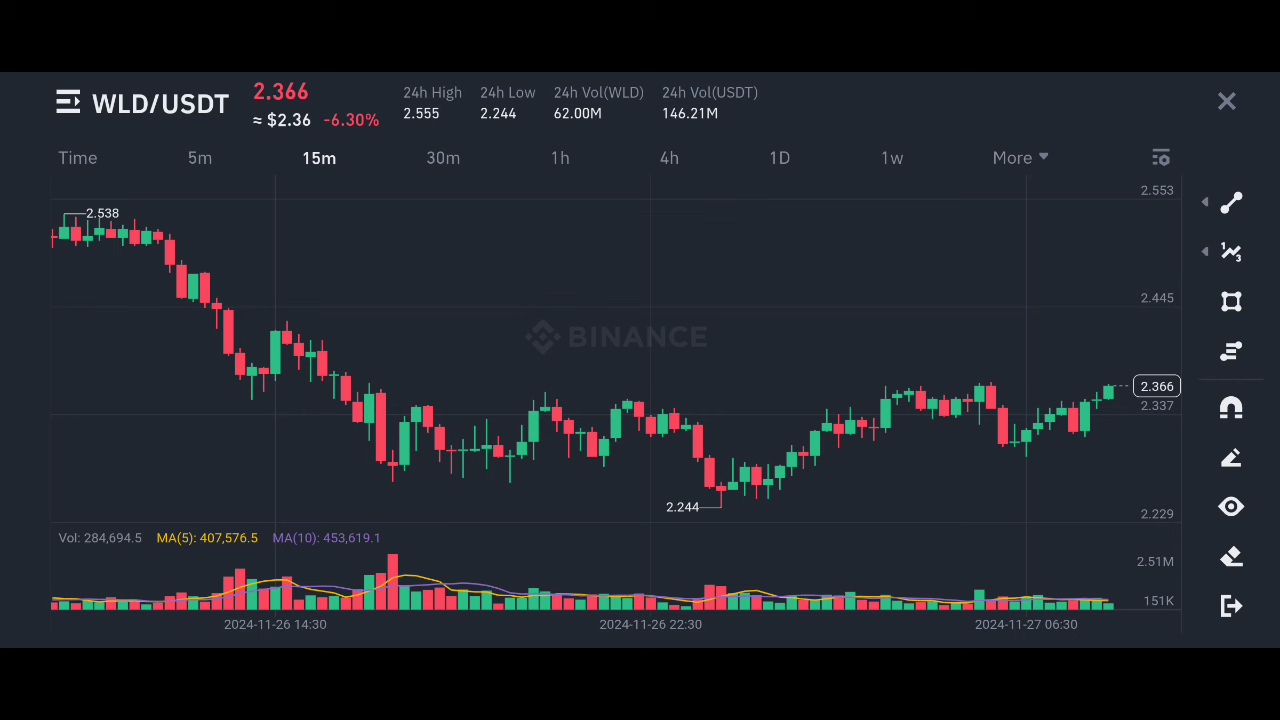 WLD/USDT
2.366
≈ $2.36 -6.30%
24h High 24h Low 24h Vol(WLD) 24h Vol(USDT)
2.555 2.244 62.00M 146.21M
Time 5m 15m 30m 1h 4h 1D 1w More
2.553
2.538
2.445
BINANCE
2.366
2.337
2.244
2.229
Vol: 284,694.5 MA(5): 407,576.5 MA(10): 453,619.1
2.51M
151K
2024-11-26 14:30 2024-11-26 22:30 2024-11-27 06:30
1
3